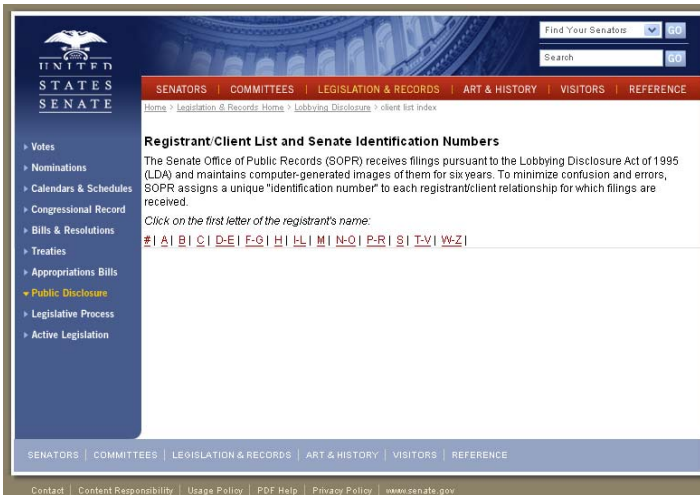 UNITED
STATES
SENATE
Find Your Senators GO
Search GO
SENATORS | COMMITTEES | LEGISLATION & RECORDS | ART & HISTORY | VISITORS | REFERENCE
Home > Legislation & Records Home > Lobbying Disclosure > client list index
Votes
Nominations
Calendars & Schedules
Congressional Record
Bills & Resolutions
Treaties
Appropriations Bills
Public Disclosure
Legislative Process
Active Legislation
Registrant/Client List and Senate Identification Numbers
The Senate Office of Public Records (SOPR) receives filings pursuant to the Lobbying Disclosure Act of 1995
(LDA) and maintains computer-generated images of them for six years. To minimize confusion and errors,
SOPR assigns a unique "identification number" to each registrant/client relationship for which filings are
received.
Click on the first letter of the registrant's name:
#| A| B| C| D-E| F-G| H| I-L| M| N-O| P-R| S| T-V| W-Z|
SENATORS | COMMITTEES | LEGISLATION & RECORDS | ART & HISTORY | VISITORS | REFERENCE
Contact | Content Responsibility | Usage Policy | PDF Help | Privacy Policy | www.senate.gov